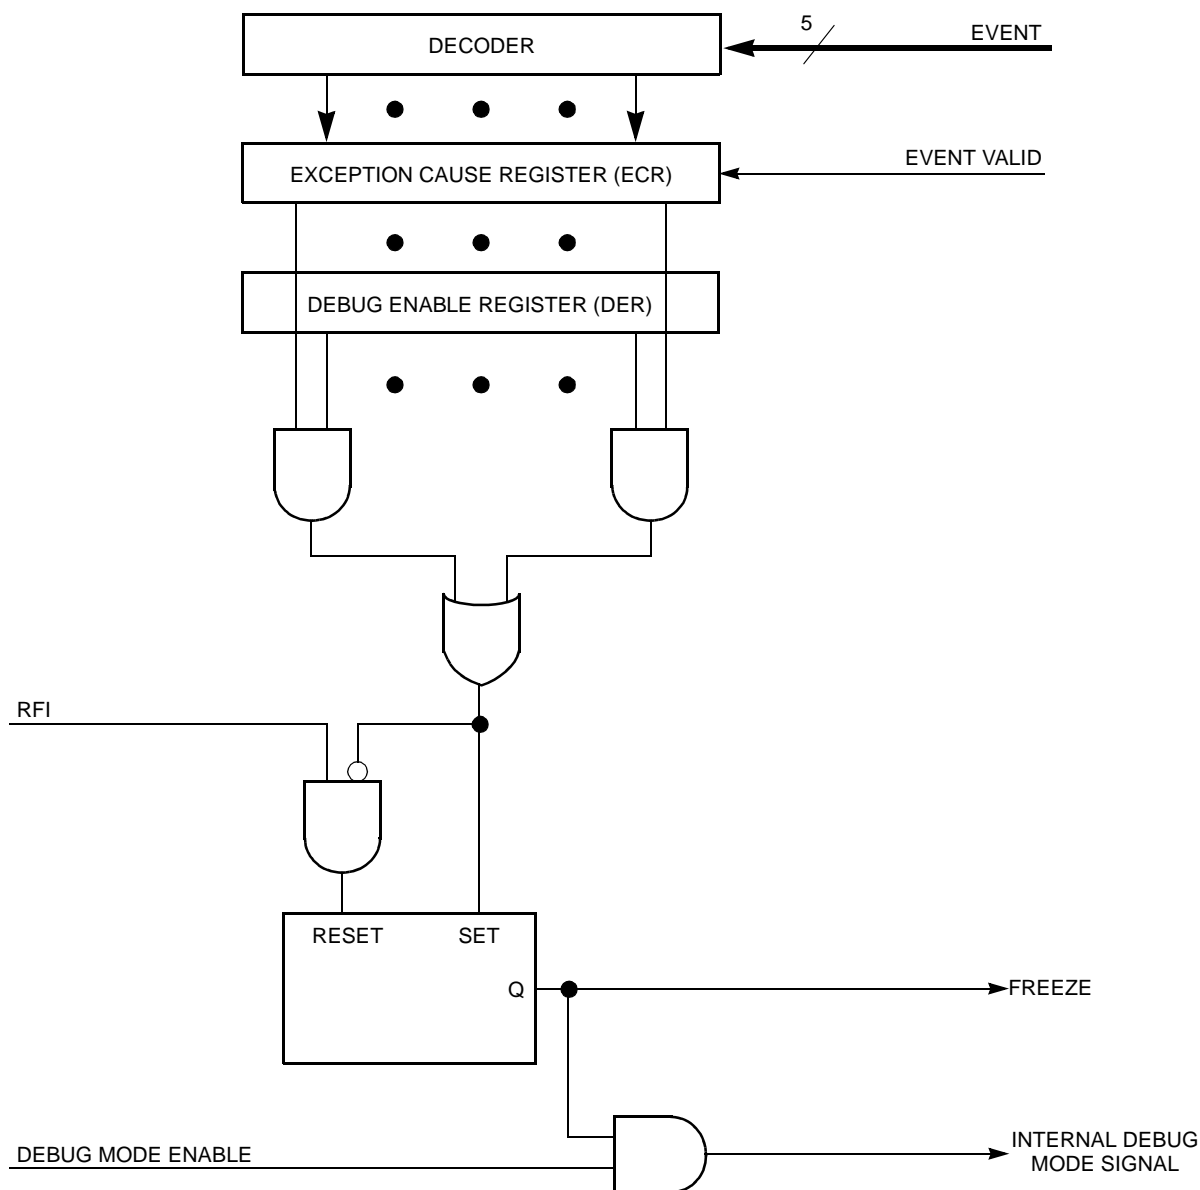 5
EVENT
DECODER
EVENT VALID
EXCEPTION CAUSE REGISTER (ECR)
DEBUG ENABLE REGISTER (DER)
RFI
RESET
SET
Q
FREEZE
DEBUG MODE ENABLE
INTERNAL DEBUG
MODE SIGNAL